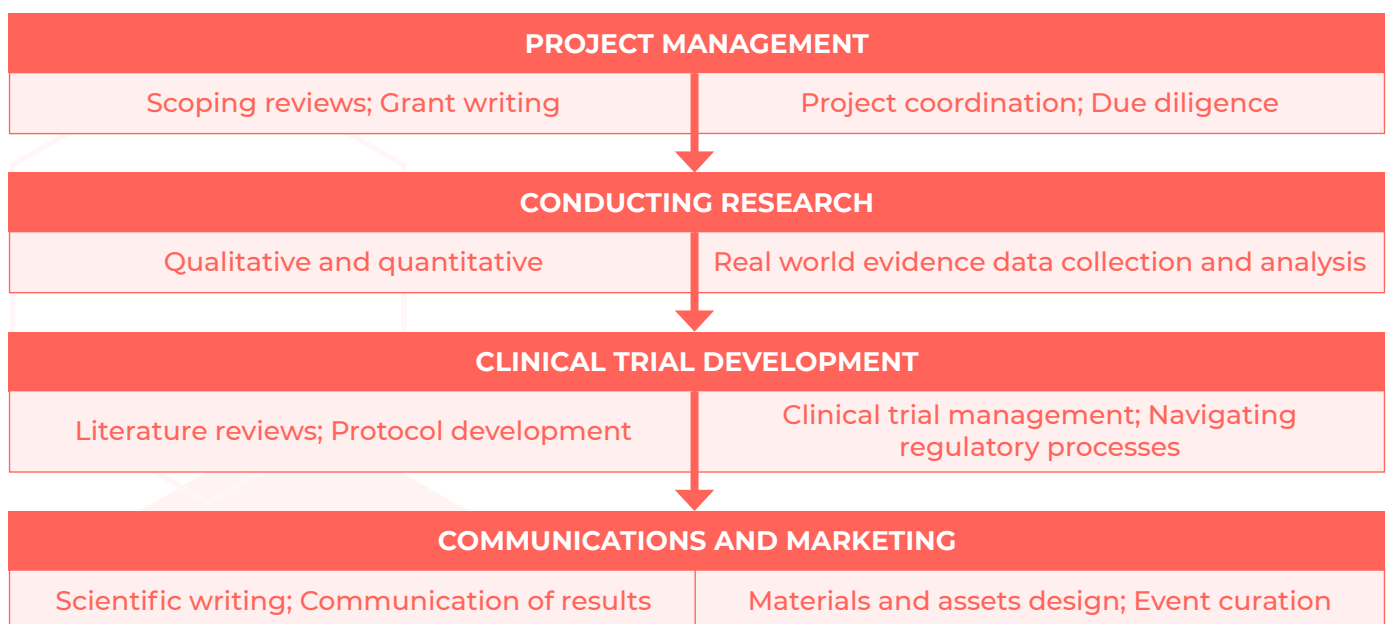 PROJECT MANAGEMENT
Scoping reviews; Grant writing
Project coordination; Due diligence
CONDUCTING RESEARCH
Qualitative and quantitative
Real world evidence data collection and analysis
CLINICAL TRIAL DEVELOPMENT
Literature reviews; Protocol development
Clinical trial management; Navigating
regulatory processes
COMMUNICATIONS AND MARKETING
Scientific writing; Communication of results
Materials and assets design; Event curation